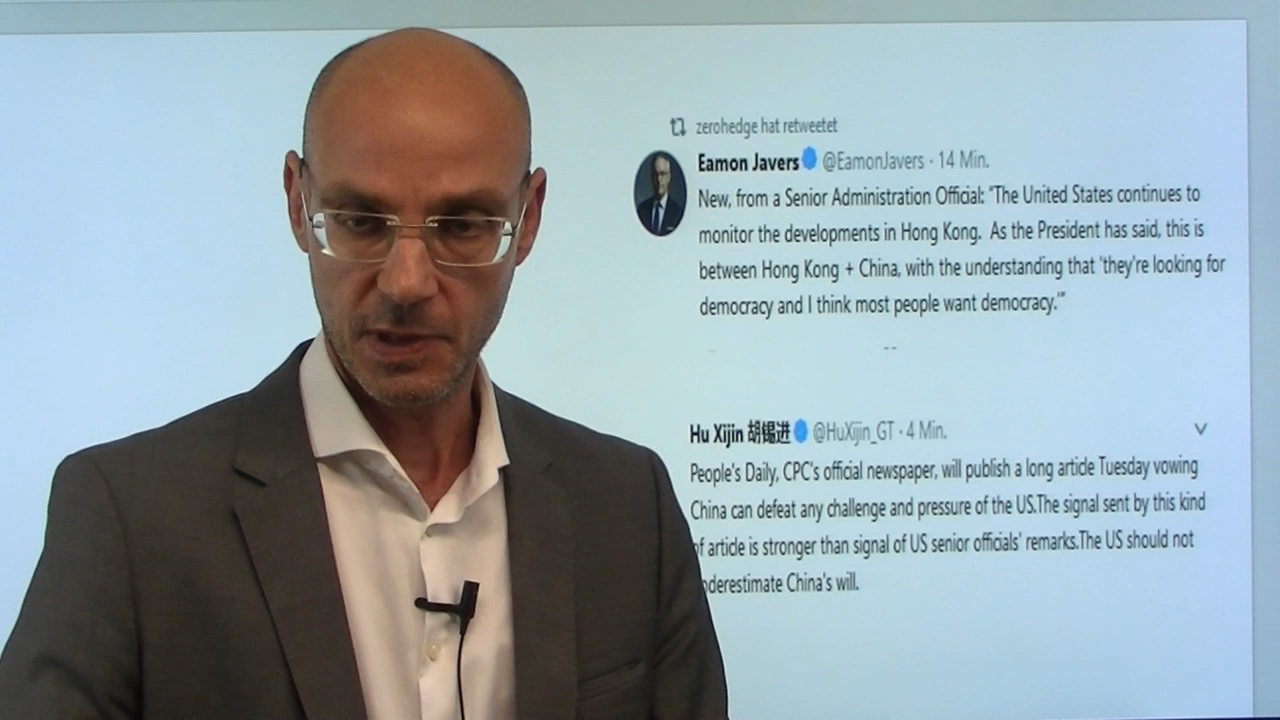 zerohedge hat retweetet
Eamon Javers @EamonJavers · 14 Min.
New, from a Senior Administration Official: "The United States continues to
monitor the developments in Hong Kong. As the President has said, this is
between Hong Kong + China, with the understanding that 'they're looking for
democracy and I think most people want democracy.'"
Hu Xijin 胡锡进 @HuXijin_GT · 4 Min.
People's Daily, CPC's official newspaper, will publish a long article Tuesday vowing
China can defeat any challenge and pressure of the US.The signal sent by this kind
of article is stronger than signal of US senior officials' remarks.The US should not
nderestimate China's will.